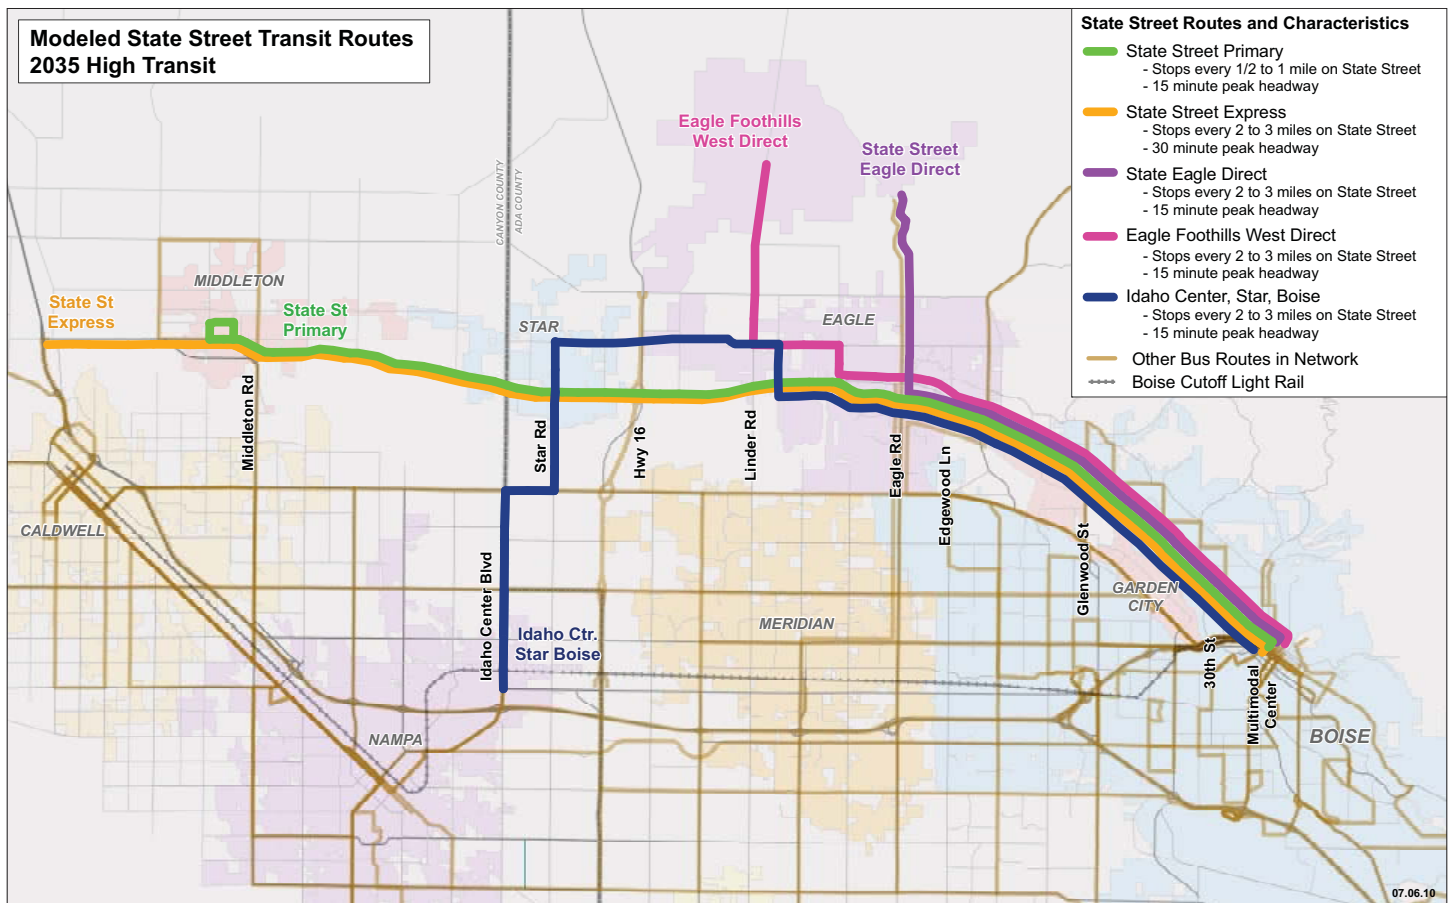 Modeled State Street Transit Routes
2035 High Transit
State Street Routes and Characteristics
State Street Primary
- Stops every 1/2 to 1 mile on State Street
- 15 minute peak headway
State Street Express
- Stops every 2 to 3 miles on State Street
- 30 minute peak headway
State Eagle Direct
- Stops every 2 to 3 miles on State Street
- 15 minute peak headway
Eagle Foothills West Direct
- Stops every 2 to 3 miles on State Street
- 15 minute peak headway
Idaho Center, Star, Boise
- Stops every 2 to 3 miles on State Street
- 15 minute peak headway
Other Bus Routes in Network
Boise Cutoff Light Rail
Eagle Foothills
West Direct
State Street
Eagle Direct
CANYON COUNTY
ADA COUNTY
MIDDLETON
State St
Express
State St
Primary
STAR
EAGLE
Middleton Rd
Star Rd
Hwy 16
Linder Rd
Eagle Rd
Edgewood Ln
CALDWELL
Idaho Center Blvd
Glenwood St
GARDEN
CITY
MERIDIAN
Idaho Ctr.
Star Boise
30th St
Multimodal
Center
NAMPA
BOISE
07.06.10